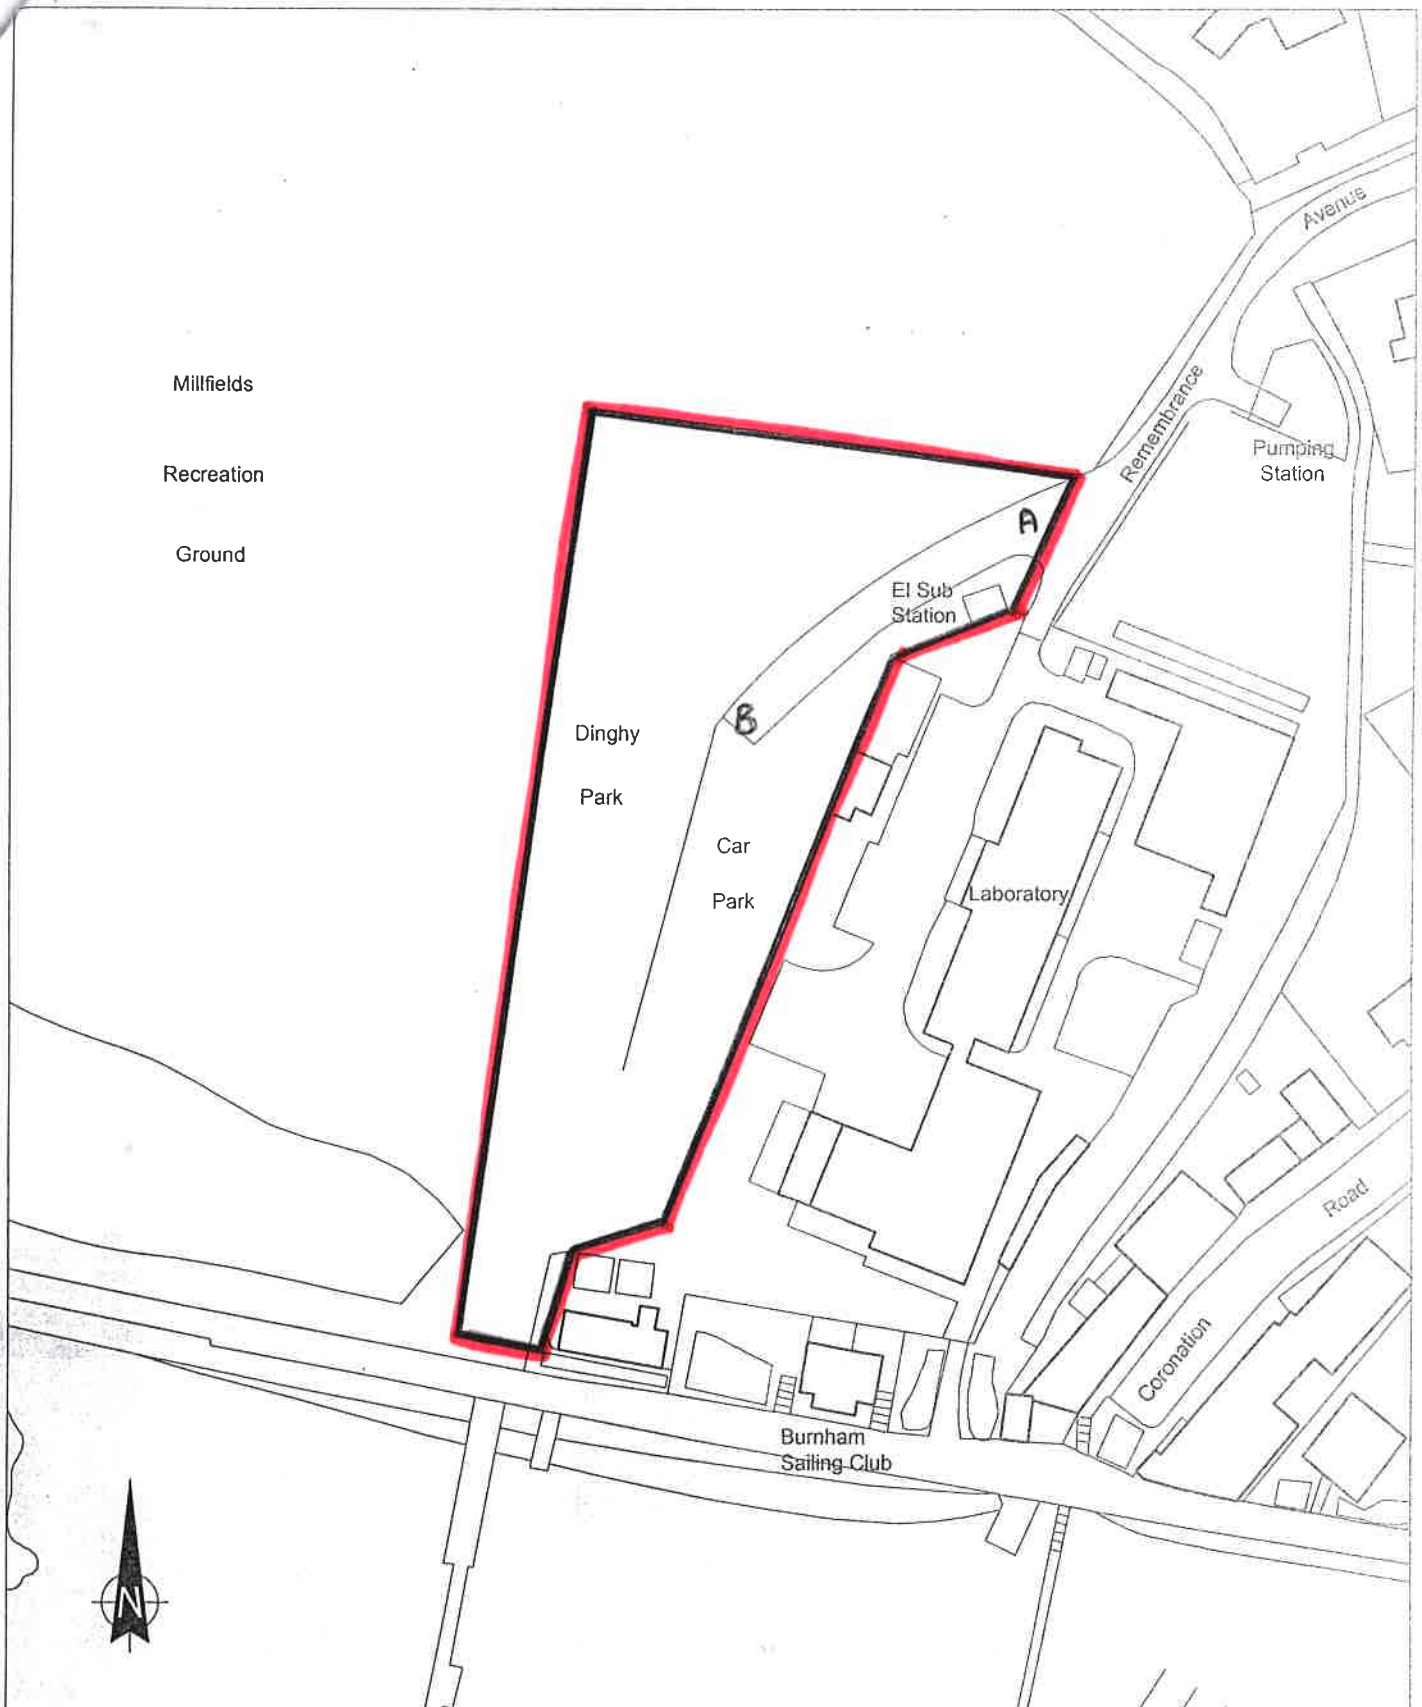 Avenue
Remembrance
Millfields
Recreation
Ground
Pumping
Station
A
El Sub
Station
B
Dinghy
Park
Car
Park
Laboratory
Road
Coronation
Burnham
Sailing Club
N